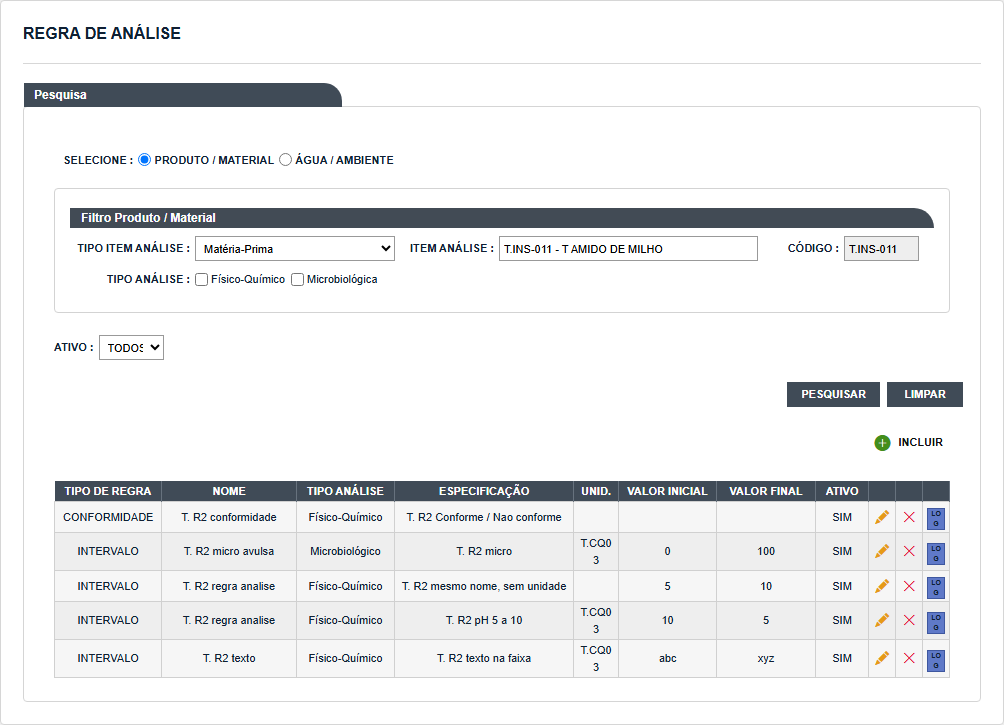 REGRA DE ANÁLISE
Pesquisa
SELECIONE : PRODUTO / MATERIAL ÁGUA / AMBIENTE
Filtro Produto / Material
TIPO ITEM ANÁLISE : Matéria-Prima ITEM ANÁLISE : T.INS-011 - T AMIDO DE MILHO CÓDIGO : T.INS-011
TIPO ANÁLISE : Físico-Químico Microbiológica
ATIVO : TODOS
PESQUISAR LIMPAR
INCLUIR
TIPO DE REGRA NOME TIPO ANÁLISE ESPECIFICAÇÃO UNID. VALOR INICIAL VALOR FINAL ATIVO
CONFORMIDADE T. R2 conformidade Físico-Químico T. R2 Conforme / Nao conforme SIM LOG
INTERVALO T. R2 micro avulsa Microbiológico T. R2 micro T.CQ03 0 100 SIM LOG
INTERVALO T. R2 regra analise Físico-Químico T. R2 mesmo nome, sem unidade 5 10 SIM LOG
INTERVALO T. R2 regra analise Físico-Químico T. R2 pH 5 a 10 T.CQ03 10 5 SIM LOG
INTERVALO T. R2 texto Físico-Químico T. R2 texto na faixa T.CQ03 abc xyz SIM LOG